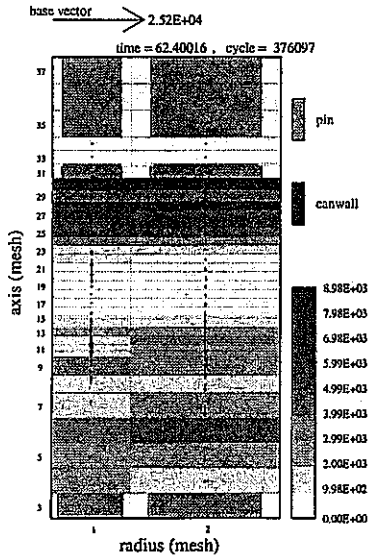 base vector
2.52E+04
time = 62.40016 , cycle = 376097
37
35
33
31
29
27
25
23
21
19
17
15
13
11
9
7
5
3
axis (mesh)
1 2
radius (mesh)
pin
canwall
8.98E+03
7.98E+03
6.98E+03
5.99E+03
4.99E+03
3.99E+03
2.99E+03
2.00E+03
9.98E+02
0.00E+00